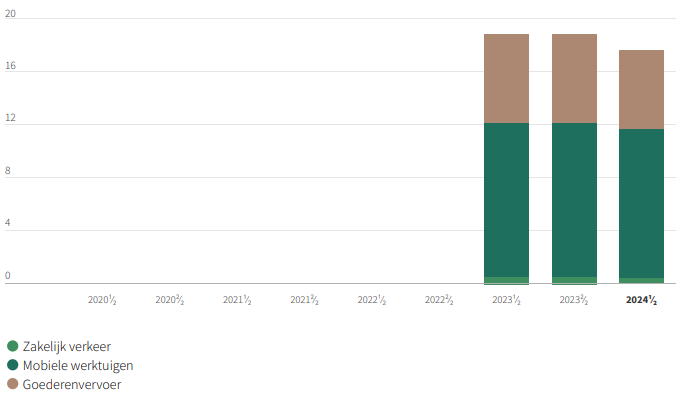 20
16
12
8
4
0
2020½ 2020²⁄₂ 2021½ 2021²⁄₂ 2022½ 2022²⁄₂ 2023½ 2023²⁄₂ 2024½
Zakelijk verkeer
Mobiele werktuigen
Goederenvervoer